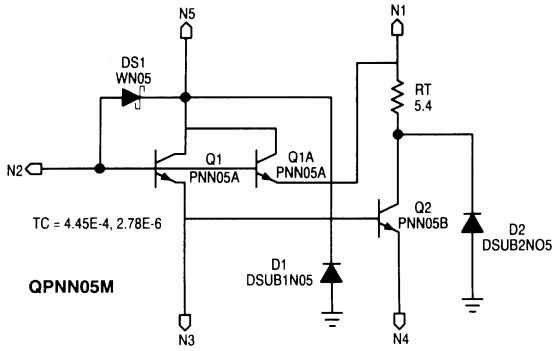 N5
N1
DS1
WN05
RT
5.4
N2
Q1
PNN05A
Q1A
PNN05A
TC = 4.45E-4, 2.78E-6
Q2
PNN05B
D1
DSUB1N05
D2
DSUB2NO5
QPNN05M
N3
N4